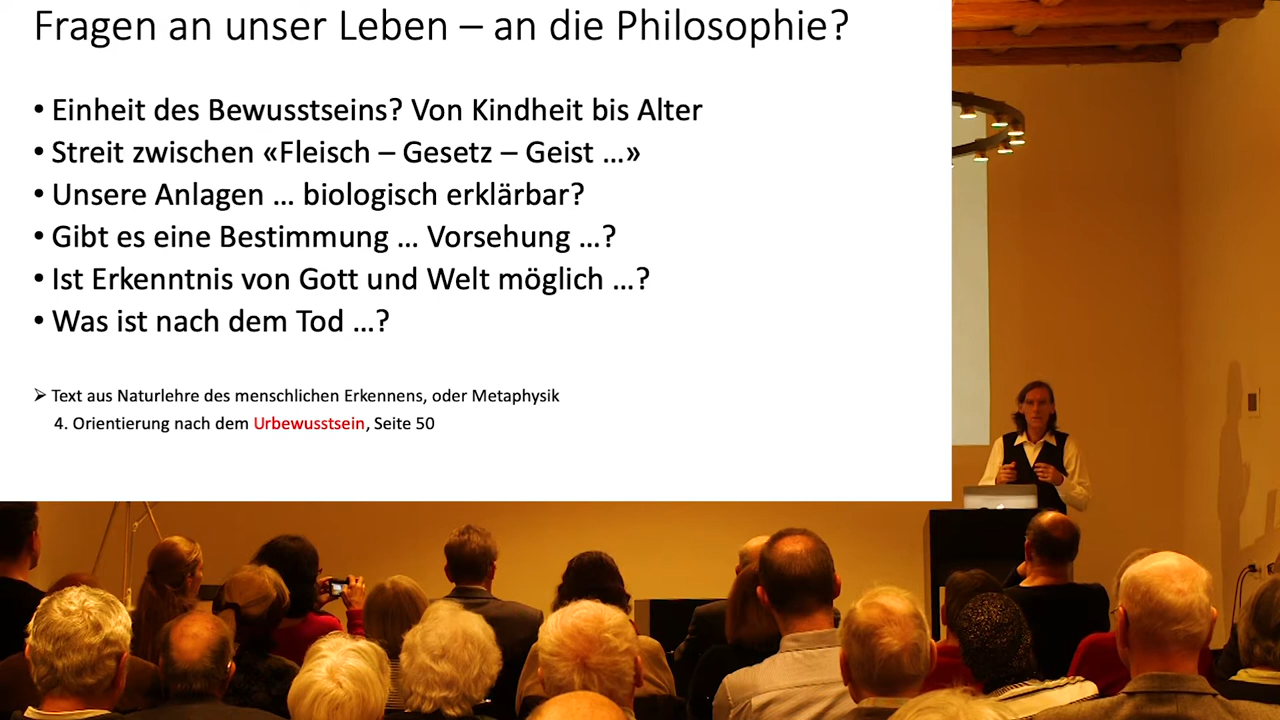 Fragen an unser Leben – an die Philosophie?
• Einheit des Bewusstseins? Von Kindheit bis Alter
• Streit zwischen «Fleisch – Gesetz – Geist ...»
• Unsere Anlagen ... biologisch erklärbar?
• Gibt es eine Bestimmung ... Vorsehung ...?
• Ist Erkenntnis von Gott und Welt möglich ...?
• Was ist nach dem Tod ...?
➢ Text aus Naturlehre des menschlichen Erkennens, oder Metaphysik
4. Orientierung nach dem Urbewusstsein, Seite 50